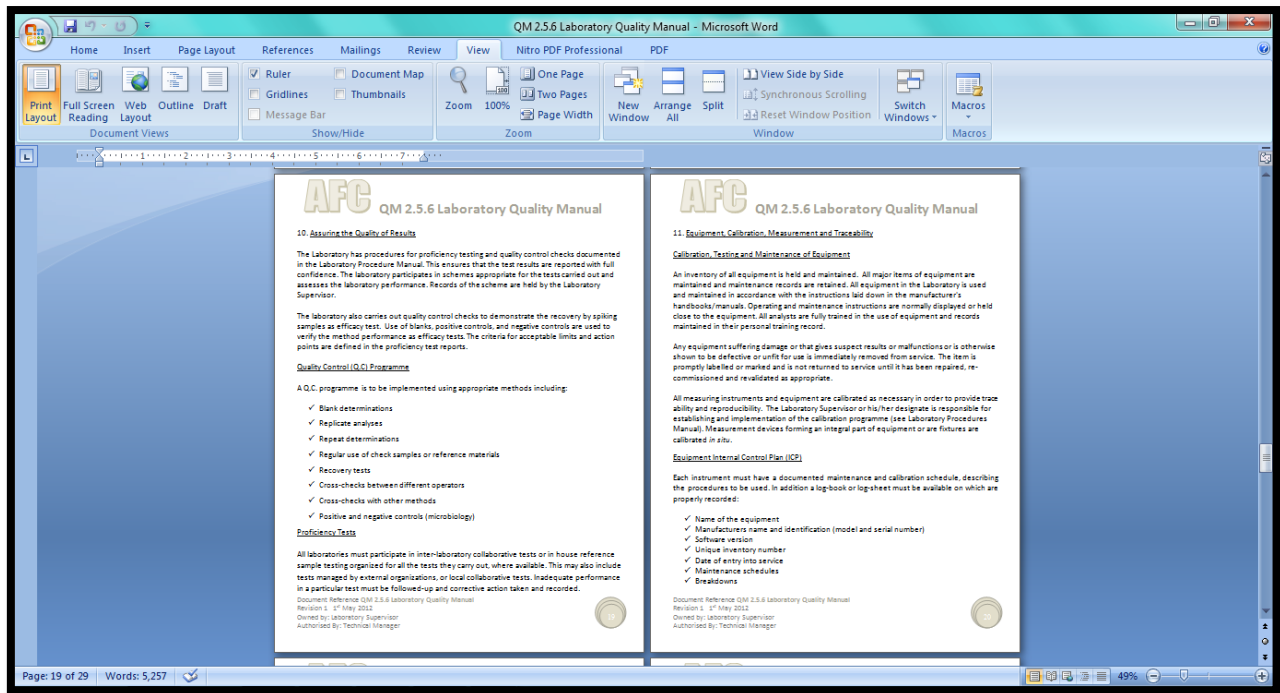 QM 2.5.6 Laboratory Quality Manual - Microsoft Word
Home Insert Page Layout References Mailings Review View Nitro PDF Professional PDF
Print Layout
Full Screen Reading
Web Layout
Outline
Draft
Document Views
Ruler
Gridlines
Message Bar
Document Map
Thumbnails
Show/Hide
Zoom
100%
One Page
Two Pages
Page Width
Zoom
New Window
Arrange All
Split
View Side by Side
Synchronous Scrolling
Reset Window Position
Switch Windows
Window
Macros
Macros
1 2 3 4 5 6 7
AFC QM 2.5.6 Laboratory Quality Manual
10. Assuring the Quality of Results
The Laboratory has procedures for proficiency testing and quality control checks documented
in the Laboratory Procedure Manual. This ensures that the test results are reported with full
confidence. The laboratory participates in schemes appropriate for the tests carried out and
assesses the laboratory performance. Records of the scheme are held by the Laboratory
Supervisor.
The laboratory also carries out quality control checks to demonstrate the recovery by spiking
samples as efficacy test. Use of blanks, positive controls, and negative controls are used to
verify the method performance as efficacy tests. The criteria for acceptable limits and action
points are defined in the proficiency test reports.
Quality Control (Q.C) Programme
A Q.C. programme is to be implemented using appropriate methods including:
✓ Blank determinations
✓ Replicate analyses
✓ Repeat determinations
✓ Regular use of check samples or reference materials
✓ Recovery tests
✓ Cross-checks between different operators
✓ Cross-checks with other methods
✓ Positive and negative controls (microbiology)
Proficiency Tests
All laboratories must participate in inter-laboratory collaborative tests or in house reference
sample testing organized for all the tests they carry out, where available. This may also include
tests managed by external organizations, or local collaborative tests. Inadequate performance
in a particular test must be followed-up and corrective action taken and recorded.
Document Reference QM 2.5.6 Laboratory Quality Manual
Revision 1 1st May 2012
Owned by: Laboratory Supervisor
Authorised By: Technical Manager
19
AFC QM 2.5.6 Laboratory Quality Manual
11. Equipment, Calibration, Measurement and Traceability
Calibration, Testing and Maintenance of Equipment
An inventory of all equipment is held and maintained. All major items of equipment are
maintained and maintenance records are retained. All equipment in the Laboratory is used
and maintained in accordance with the instructions laid down in the manufacturer's
handbooks/manuals. Operating and maintenance instructions are normally displayed or held
close to the equipment. All analysts are fully trained in the use of equipment and records
maintained in their personal training record.
Any equipment suffering damage or that gives suspect results or malfunctions or is otherwise
shown to be defective or unfit for use is immediately removed from service. The item is
promptly labelled or marked and is not returned to service until it has been repaired, re-
commissioned and revalidated as appropriate.
All measuring instruments and equipment are calibrated as necessary in order to provide trace
ability and reproducibility. The Laboratory Supervisor or his/her designate is responsible for
establishing and implementation of the calibration programme (see Laboratory Procedures
Manual). Measurement devices forming an integral part of equipment or are fixtures are
calibrated in situ.
Equipment Internal Control Plan (ICP)
Each instrument must have a documented maintenance and calibration schedule, describing
the procedures to be used. In addition a log-book or log-sheet must be available on which are
properly recorded:
✓ Name of the equipment
✓ Manufacturers name and identification (model and serial number)
✓ Software version
✓ Unique inventory number
✓ Date of entry into service
✓ Maintenance schedules
✓ Breakdowns
Document Reference QM 2.5.6 Laboratory Quality Manual
Revision 1 1st May 2012
Owned by: Laboratory Supervisor
Authorised By: Technical Manager
20
Page: 19 of 29 Words: 5,257 49%